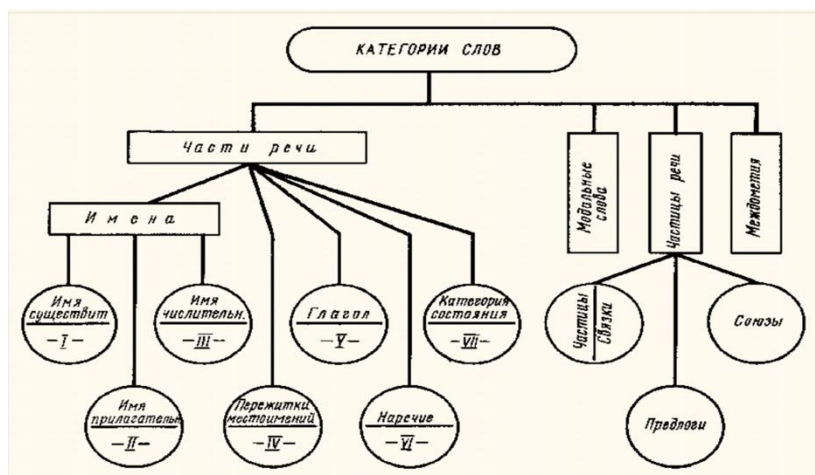 КАТЕГОРИИ СЛОВ
Части речи
Модальные
слова
Частицы речи
Междометия
Имена
Имя
существит
—I—
Имя
числительн.
—III—
Глагол
—V—
Категория
состояния
—VII—
Частицы
Связки
Союзы
Имя
прилагательн
—II—
Пережитки
местоимений
—IV—
Наречие
—VI—
Предлоги